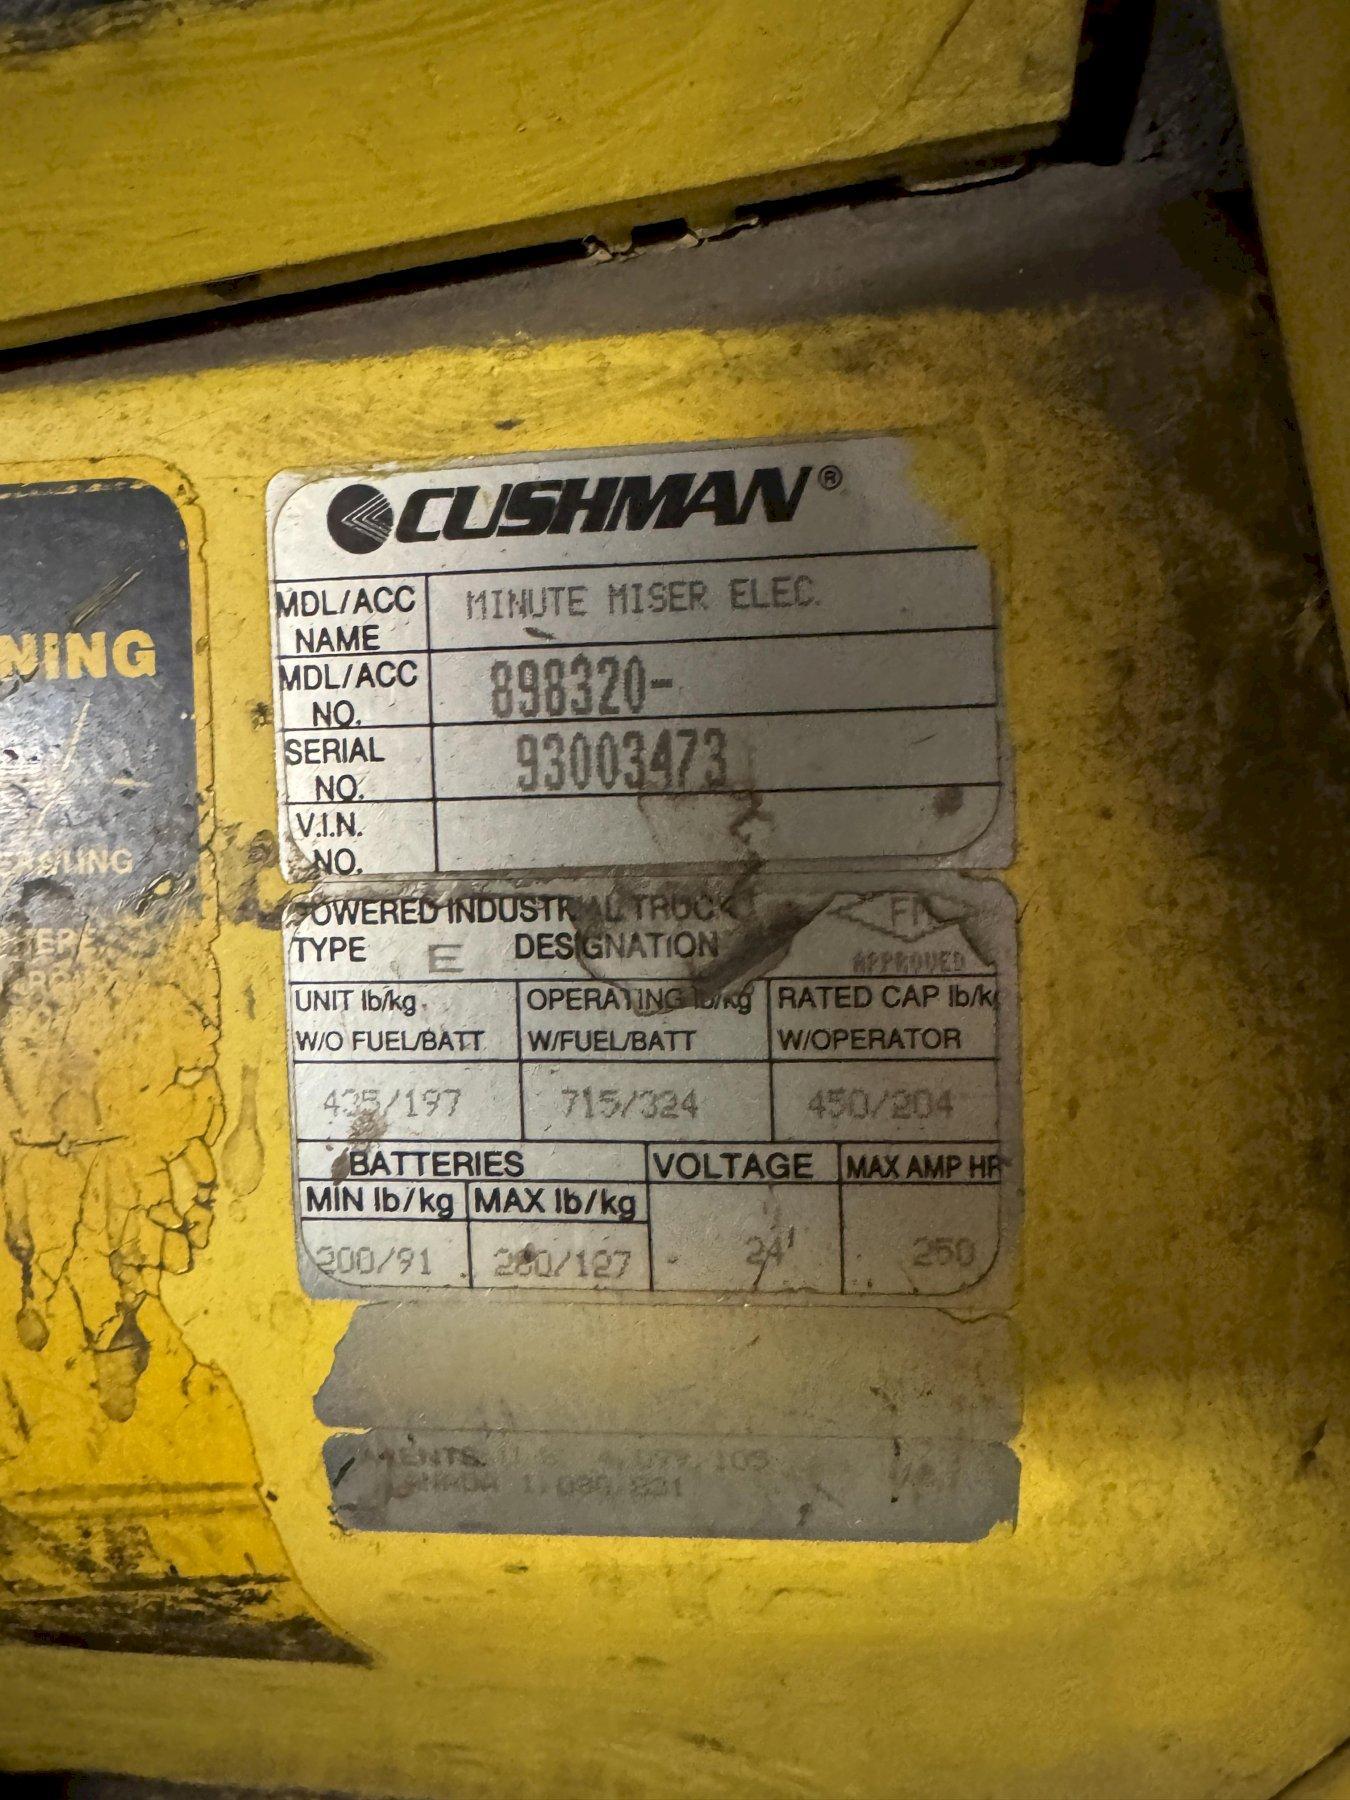 CUSHMAN®
MDL/ACC NAME MINUTE MISER ELEC.
MDL/ACC NO. 898320-
SERIAL NO. 93003473
V.I.N. NO.
POWERED INDUSTRIAL TRUCK
TYPE E DESIGNATION
FM APPROVED
UNIT lb/kg. W/O FUEL/BATT
OPERATING lb/kg W/FUEL/BATT
RATED CAP lb/k W/OPERATOR
435/197 715/324 450/204
BATTERIES VOLTAGE MAX AMP HR
MIN lb/kg MAX lb/kg
200/91 280/127 24 250
NING